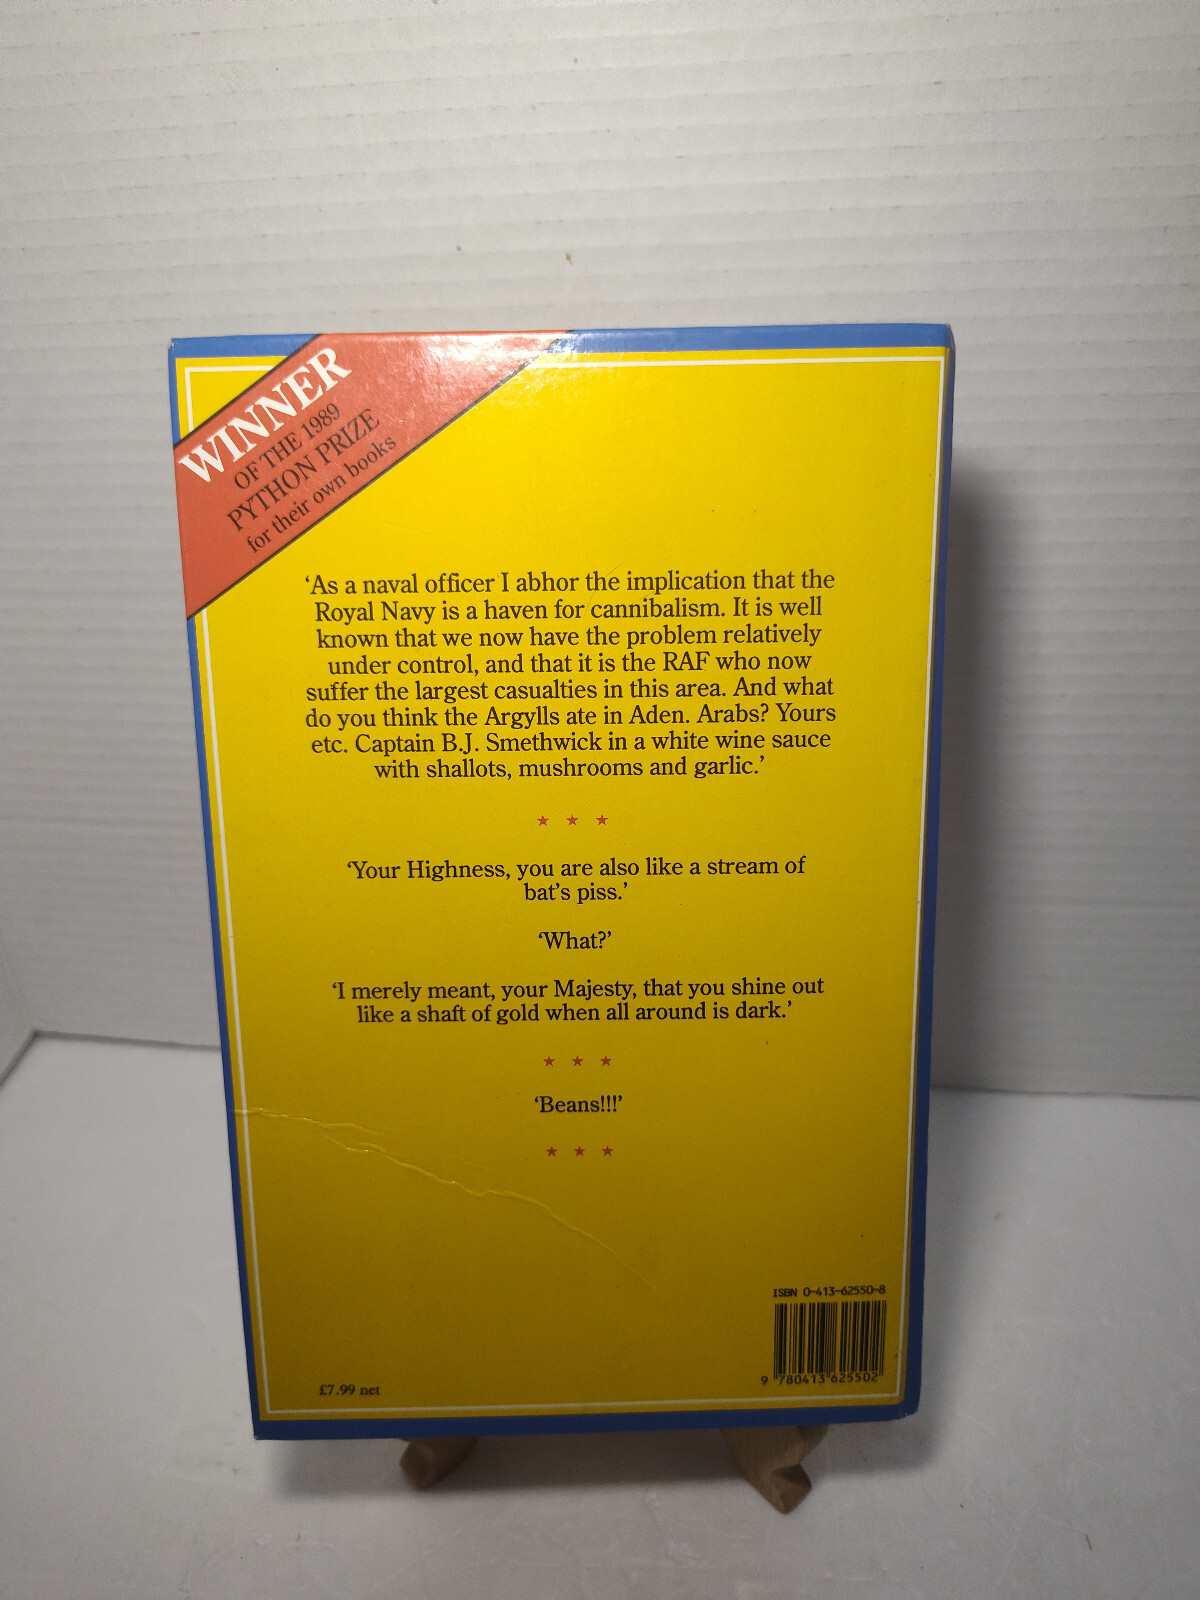 WINNER
OF THE 1989
PYTHON PRIZE
for their own books
‘As a naval officer I abhor the implication that the
Royal Navy is a haven for cannibalism. It is well
known that we now have the problem relatively
under control, and that it is the RAF who now
suffer the largest casualties in this area. And what
do you think the Argylls ate in Aden. Arabs? Yours
etc. Captain B.J. Smethwick in a white wine sauce
with shallots, mushrooms and garlic.’
★ ★ ★
‘Your Highness, you are also like a stream of
bat’s piss.’
‘What?’
‘I merely meant, your Majesty, that you shine out
like a shaft of gold when all around is dark.’
★ ★ ★
‘Beans!!!’
★ ★ ★
ISBN 0-413-62550-8
9 780413 625502
£7.99 net